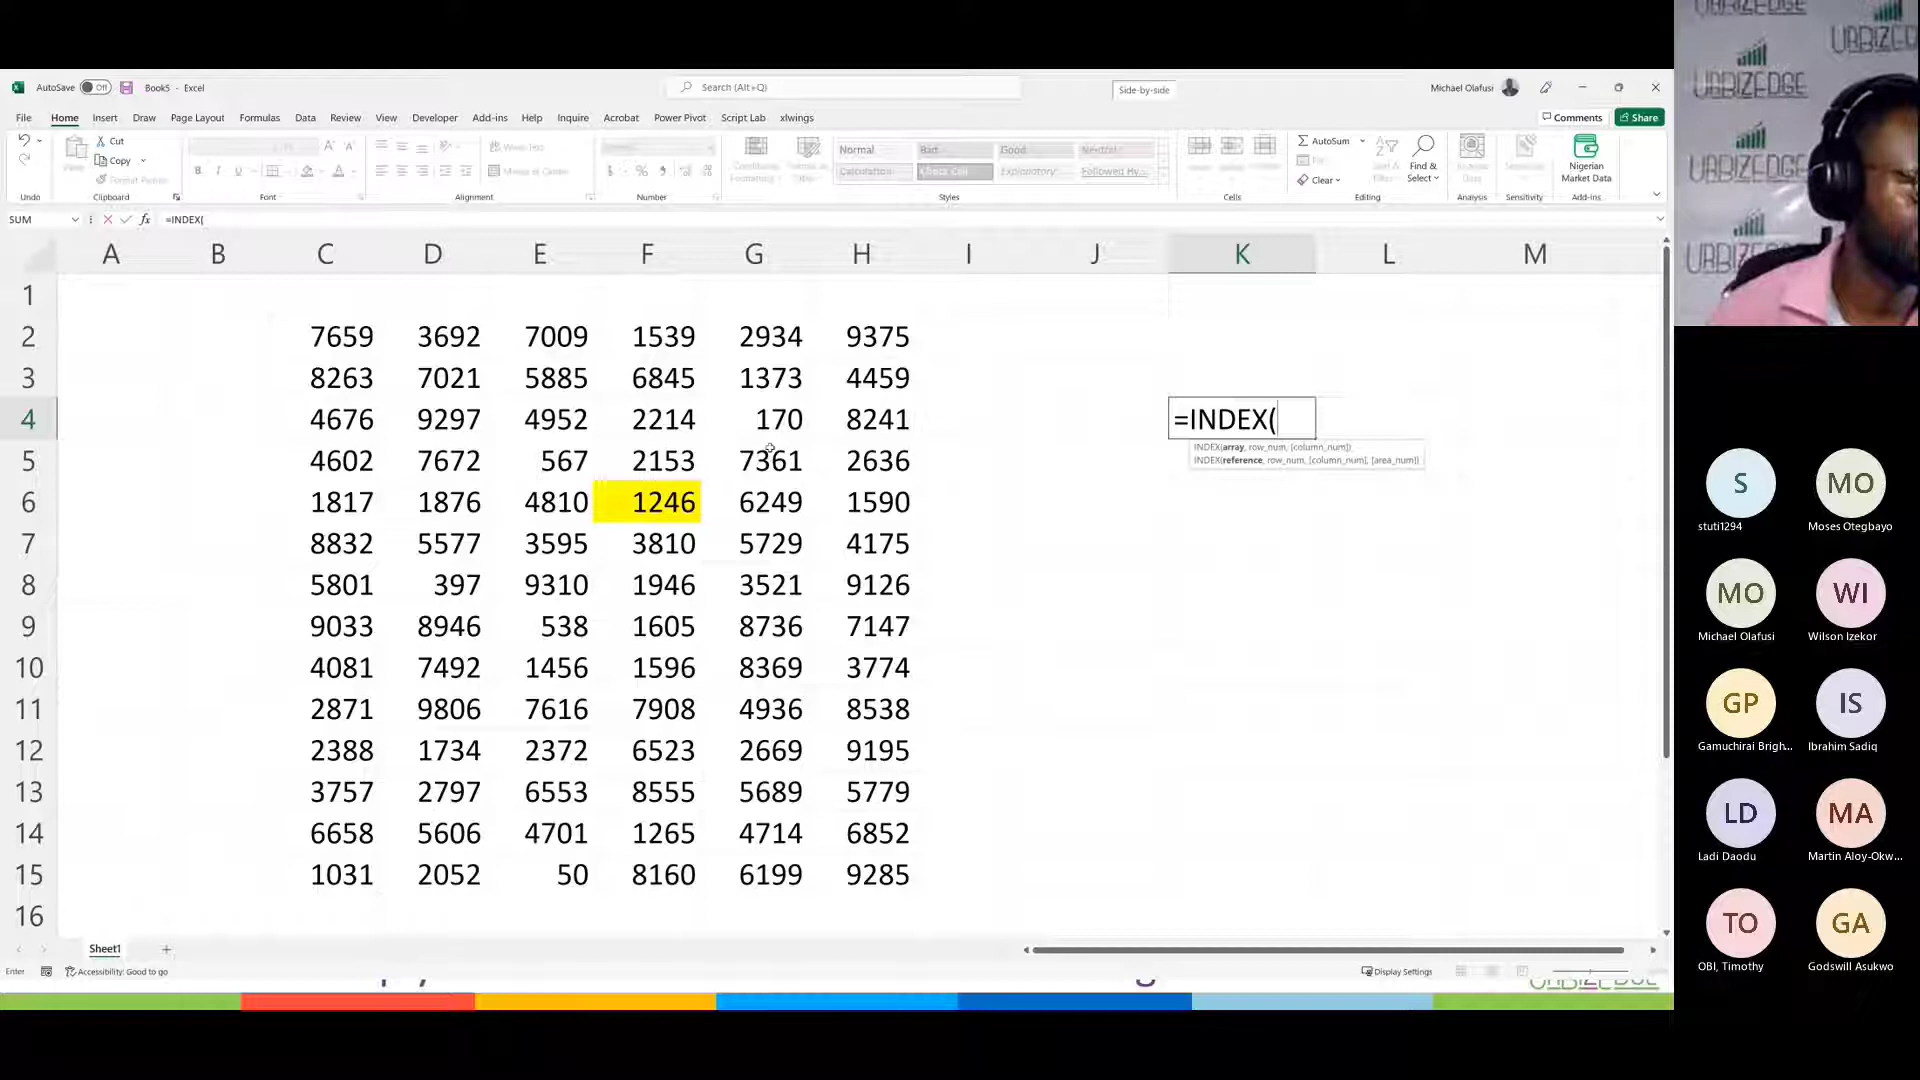 AutoSave Off Book5 - Excel
Search (Alt+Q)
Side-by-side
Michael Olafusi
File Home Insert Draw Page Layout Formulas Data Review View Developer Add-ins Help Inquire Acrobat Power Pivot Script Lab xlwings
Comments Share
Cut
Copy
Format Painter
Undo Clipboard Font Alignment Number Styles Cells Editing Analysis Sensitivity Add-ins
Normal Bad Good Neutral
Calculation Check Cell Explanatory... Followed Hy...
AutoSum
Clear
Find &
Select
Nigerian
Market Data
SUM fx =INDEX(
A B C D E F G H I J K L M
1
2 7659 3692 7009 1539 2934 9375
3 8263 7021 5885 6845 1373 4459
4 4676 9297 4952 2214 170 8241 =INDEX(
INDEX(array, row_num, [column_num])
INDEX(reference, row_num, [column_num], [area_num])
5 4602 7672 567 2153 7361 2636
6 1817 1876 4810 1246 6249 1590
7 8832 5577 3595 3810 5729 4175
8 5801 397 9310 1946 3521 9126
9 9033 8946 538 1605 8736 7147
10 4081 7492 1456 1596 8369 3774
11 2871 9806 7616 7908 4936 8538
12 2388 1734 2372 6523 2669 9195
13 3757 2797 6553 8555 5689 5779
14 6658 5606 4701 1265 4714 6852
15 1031 2052 50 8160 6199 9285
16
Sheet1
Enter Accessibility: Good to go Display Settings
URBIZEDGE
S MO
stuti1294 Moses Otegbayo
MO WI
Michael Olafusi Wilson Izekor
GP IS
Gamuchirai Brigh... Ibrahim Sadiq
LD MA
Ladi Daodu Martin Aloy-Okw...
TO GA
OBI, Timothy Godswill Asukwo